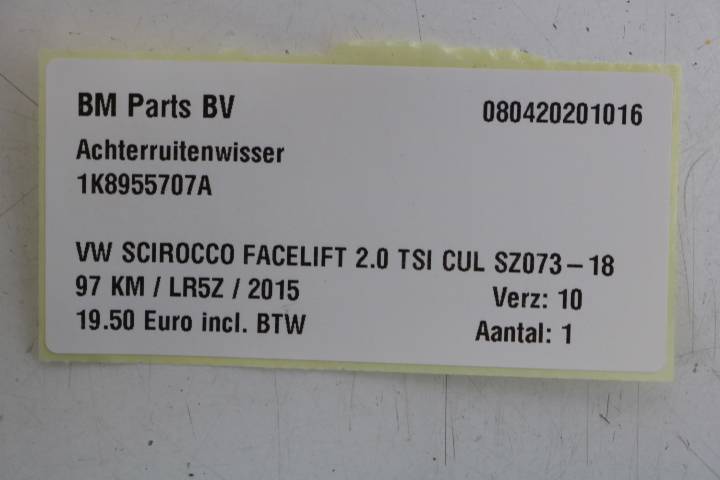 BM Parts BV 080420201016
Achterruitenwisser
1K8955707A
VW SCIROCCO FACELIFT 2.0 TSI CUL SZ073-18
97 KM / LR5Z / 2015 Verz: 10
19.50 Euro incl. BTW Aantal: 1